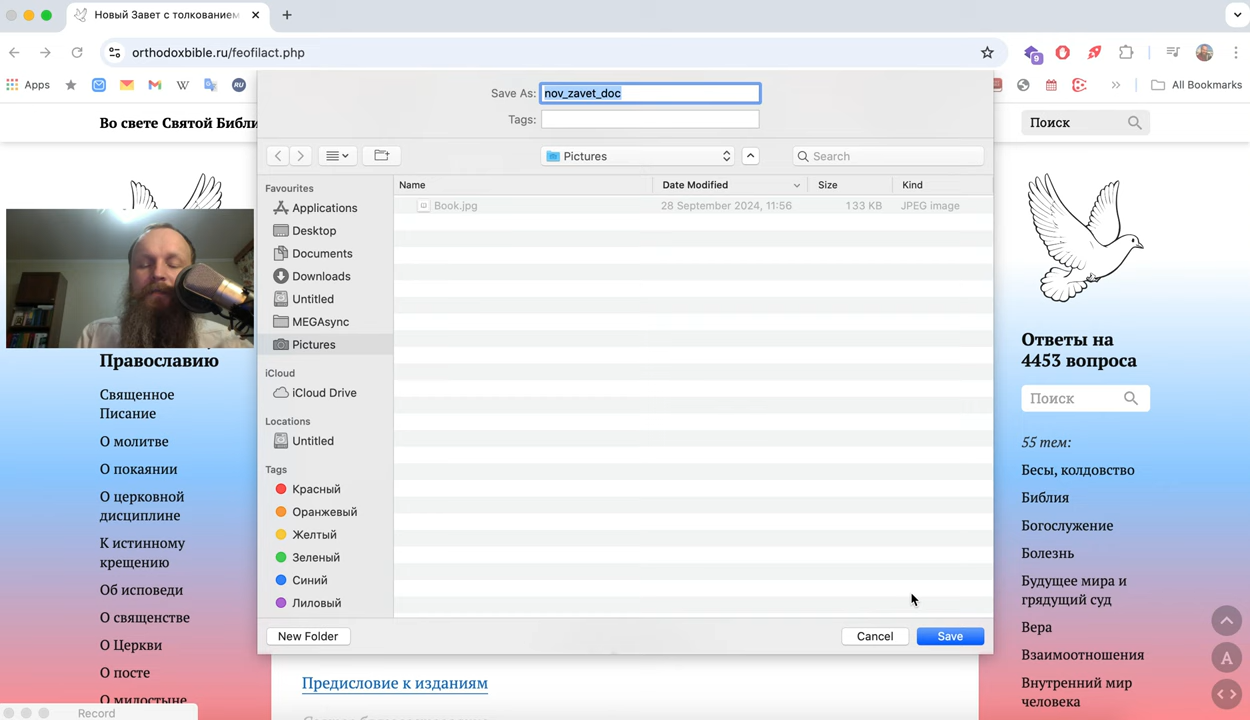 Новый Завет с толкованием
orthodoxbible.ru/feofilact.php
9
Apps
W
RU
All Bookmarks
Во свете Святой Библи
Поиск
Save As: nov_zavet_doc
Tags:
Pictures
Search
Favourites
Applications
Desktop
Documents
Downloads
Untitled
MEGAsync
Pictures
iCloud
iCloud Drive
Locations
Untitled
Tags
Красный
Оранжевый
Желтый
Зеленый
Синий
Лиловый
Name Date Modified Size Kind
Book.jpg 28 September 2024, 11:56 133 KB JPEG image
New Folder
Cancel
Save
Православию
Священное
Писание
О молитве
О покаянии
О церковной
дисциплине
К истинному
крещению
Об исповеди
О священстве
О Церкви
О посте
О милостыне
Record
Предисловие к изданиям
Ответы на
4453 вопроса
Поиск
55 тем:
Бесы, колдовство
Библия
Богослужение
Болезнь
Будущее мира и
грядущий суд
Вера
Взаимоотношения
Внутренний мир
человека
A